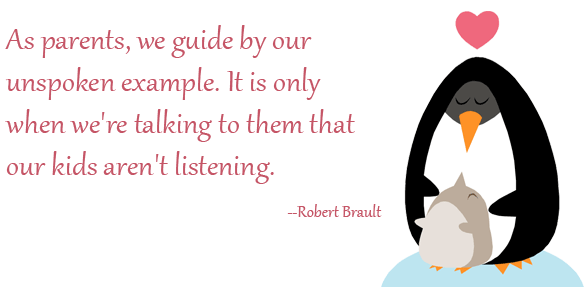 As parents, we guide by our
unspoken example. It is only
when we're talking to them that
our kids aren't listening.
--Robert Brault